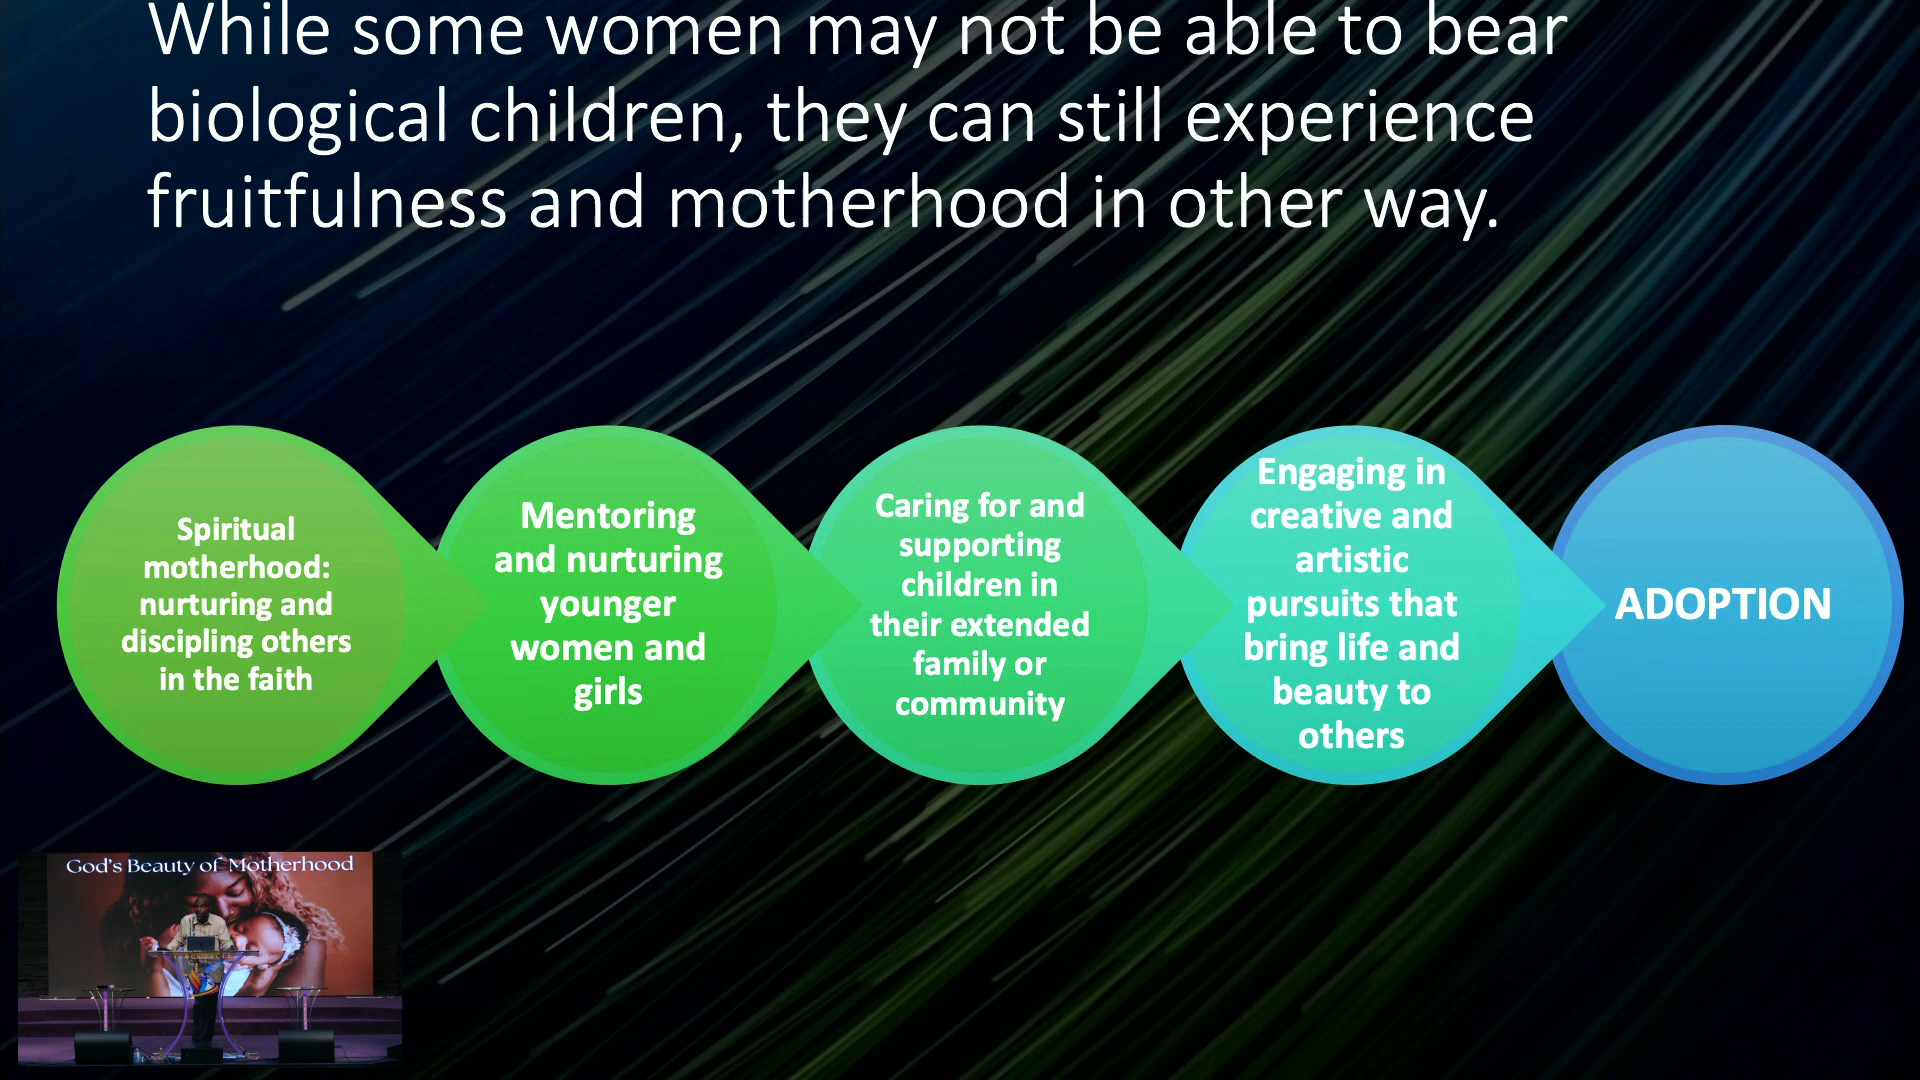 While some women may not be able to bear
biological children, they can still experience
fruitfulness and motherhood in other way.
Spiritual
motherhood:
nurturing and
discipling others
in the faith
Mentoring
and nurturing
younger
women and
girls
Caring for and
supporting
children in
their extended
family or
community
Engaging in
creative and
artistic
pursuits that
bring life and
beauty to
others
ADOPTION
God's Beauty of Motherhood